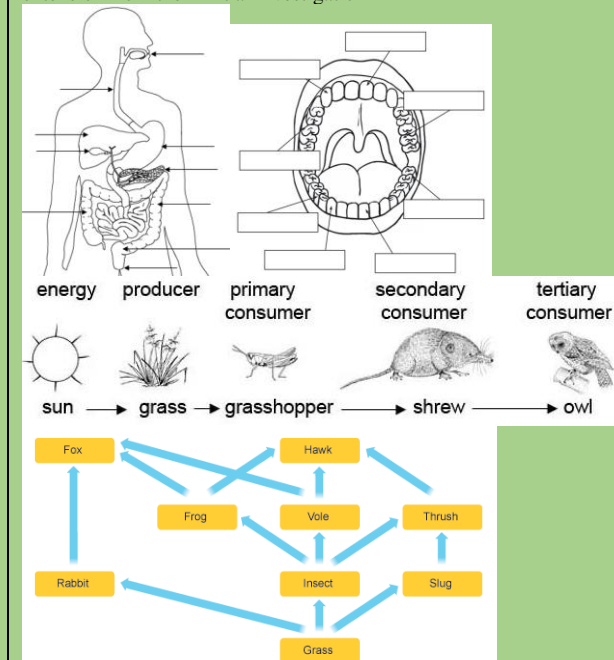 energy producer primary secondary tertiary
consumer consumer consumer
sun grass grasshopper shrew owl
Fox Hawk
Frog Vole Thrush
Rabbit Insect Slug
Grass